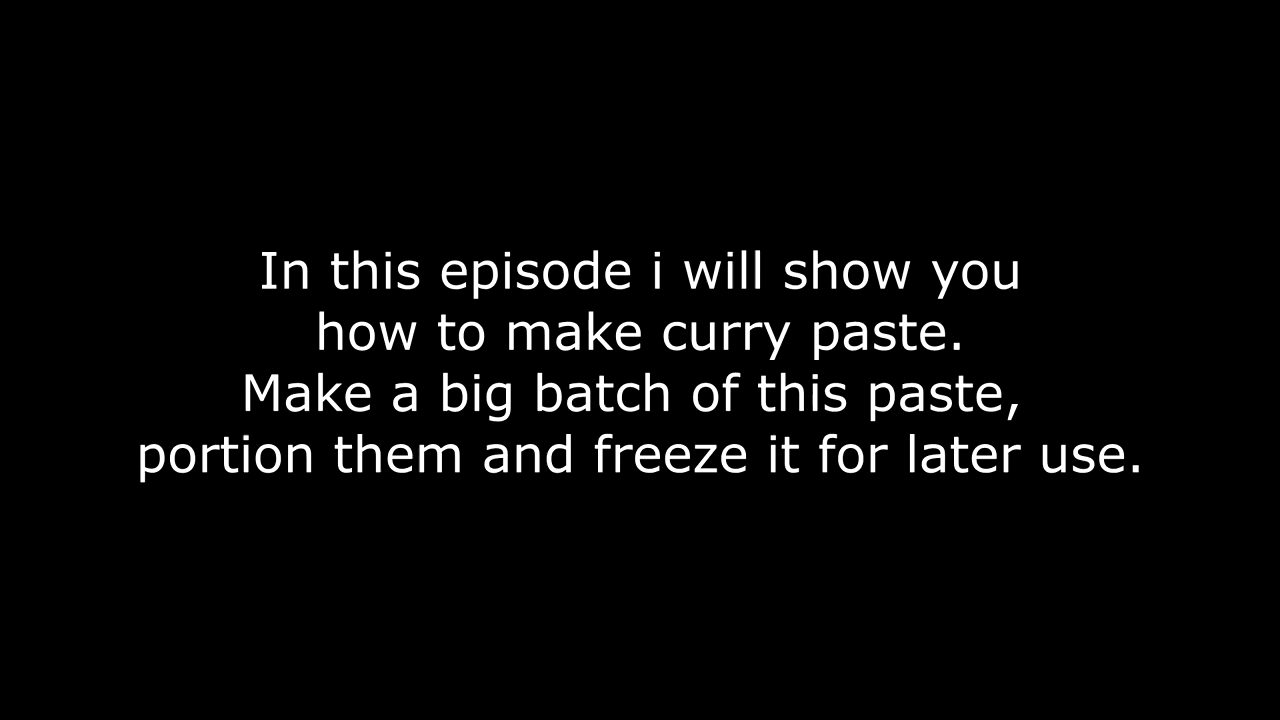 In this episode i will show you
how to make curry paste.
Make a big batch of this paste,
portion them and freeze it for later use.